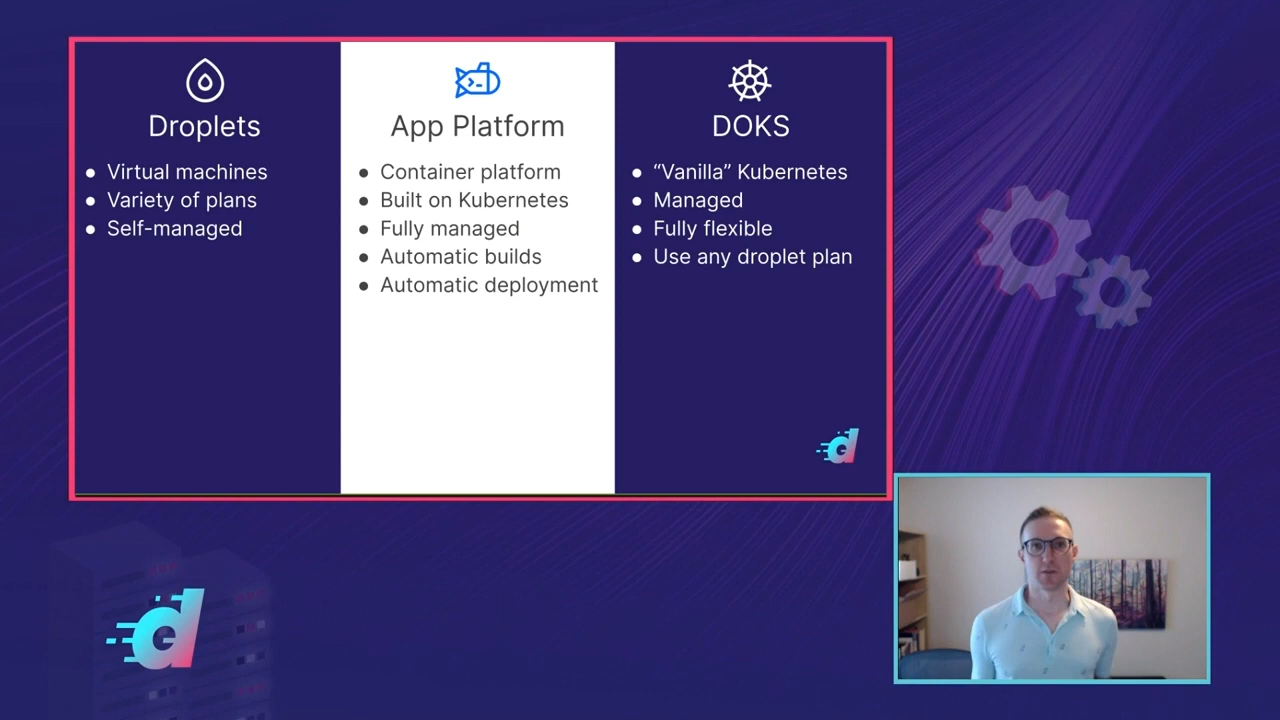 Droplets
Virtual machines
Variety of plans
Self-managed
App Platform
Container platform
Built on Kubernetes
Fully managed
Automatic builds
Automatic deployment
DOKS
“Vanilla” Kubernetes
Managed
Fully flexible
Use any droplet plan
d
d